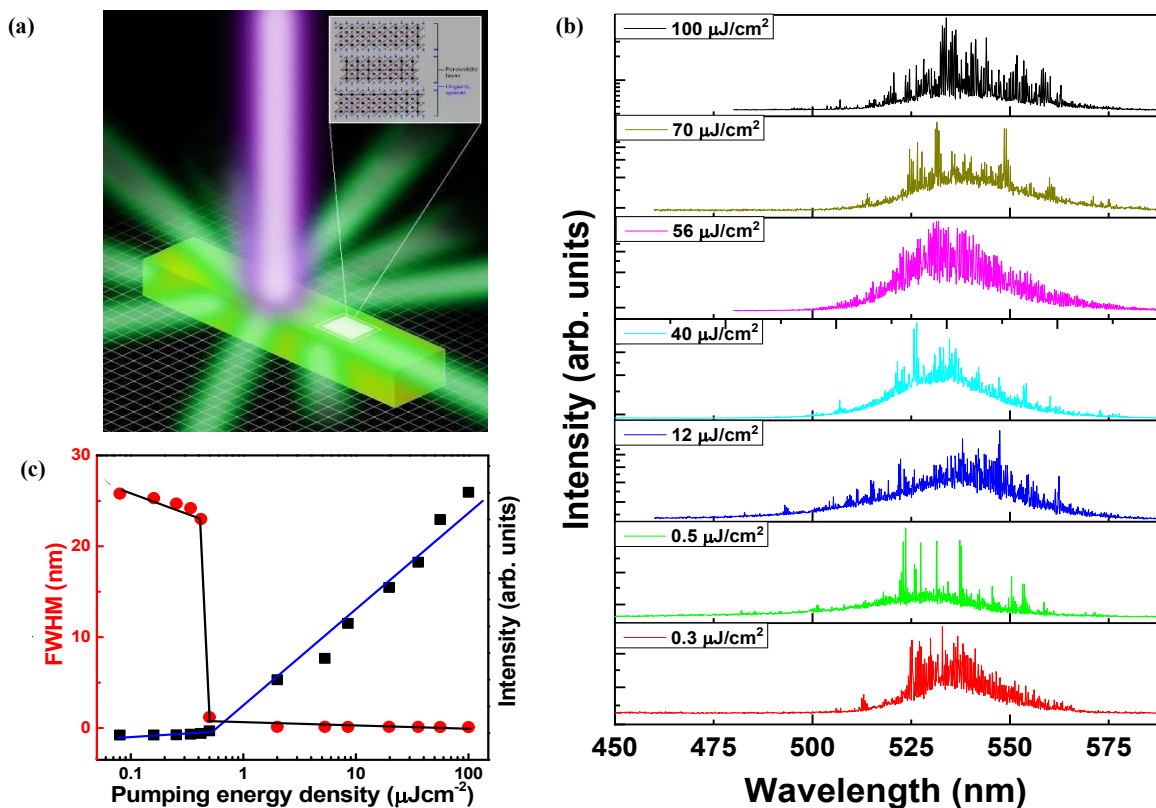 (a)
Perovskite
layer
Organic
spacer
(b)
100 μJ/cm²
70 μJ/cm²
56 μJ/cm²
40 μJ/cm²
12 μJ/cm²
0.5 μJ/cm²
0.3 μJ/cm²
Intensity (arb. units)
450 475 500 525 550 575
Wavelength (nm)
(c)
30
20
10
0
FWHM (nm)
Intensity (arb. units)
0.1 1 10 100
Pumping energy density (μJcm⁻²)